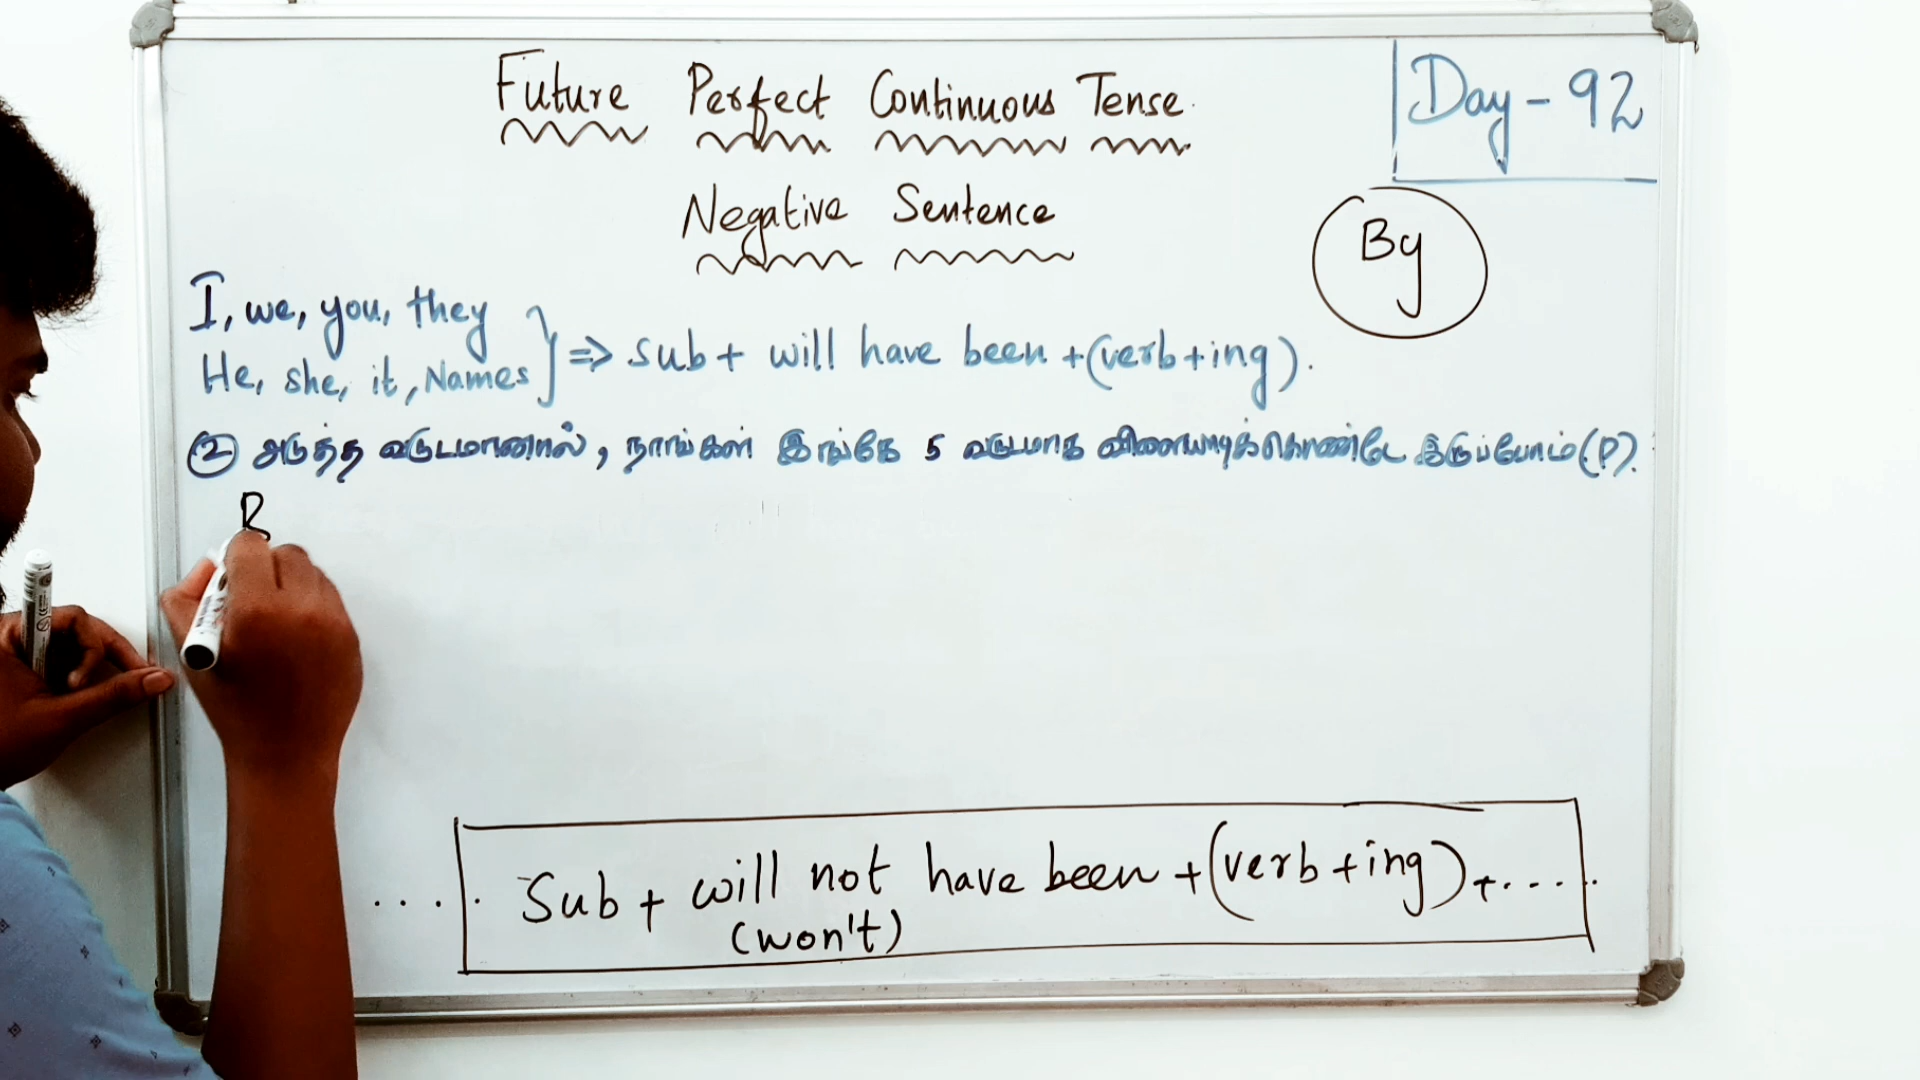 Future Perfect Continuous Tense.
Day - 92
Negative Sentence
By
I, we, you, they
He, she, it, Names } => sub + will have been + (verb+ing).
② அடுத்த வருடமானால், நாங்கள் இங்கே 5 வருடமாக விளையாடிக்கொண்டே இருப்போம் (P).
B
..... Sub + will not have been + (verb + ing) + .....
(won't)